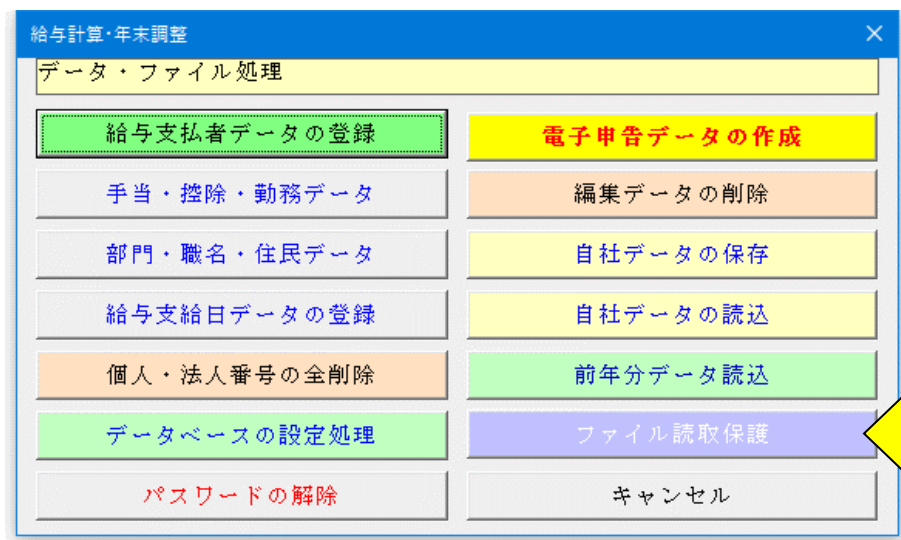 給与計算･年末調整
データ・ファイル処理
給与支払者データの登録
電子申告データの作成
手当・控除・勤務データ
編集データの削除
部門・職名・住民データ
自社データの保存
給与支給日データの登録
自社データの読込
個人・法人番号の全削除
前年分データ読込
データベースの設定処理
ファイル読取保護
パスワードの解除
キャンセル